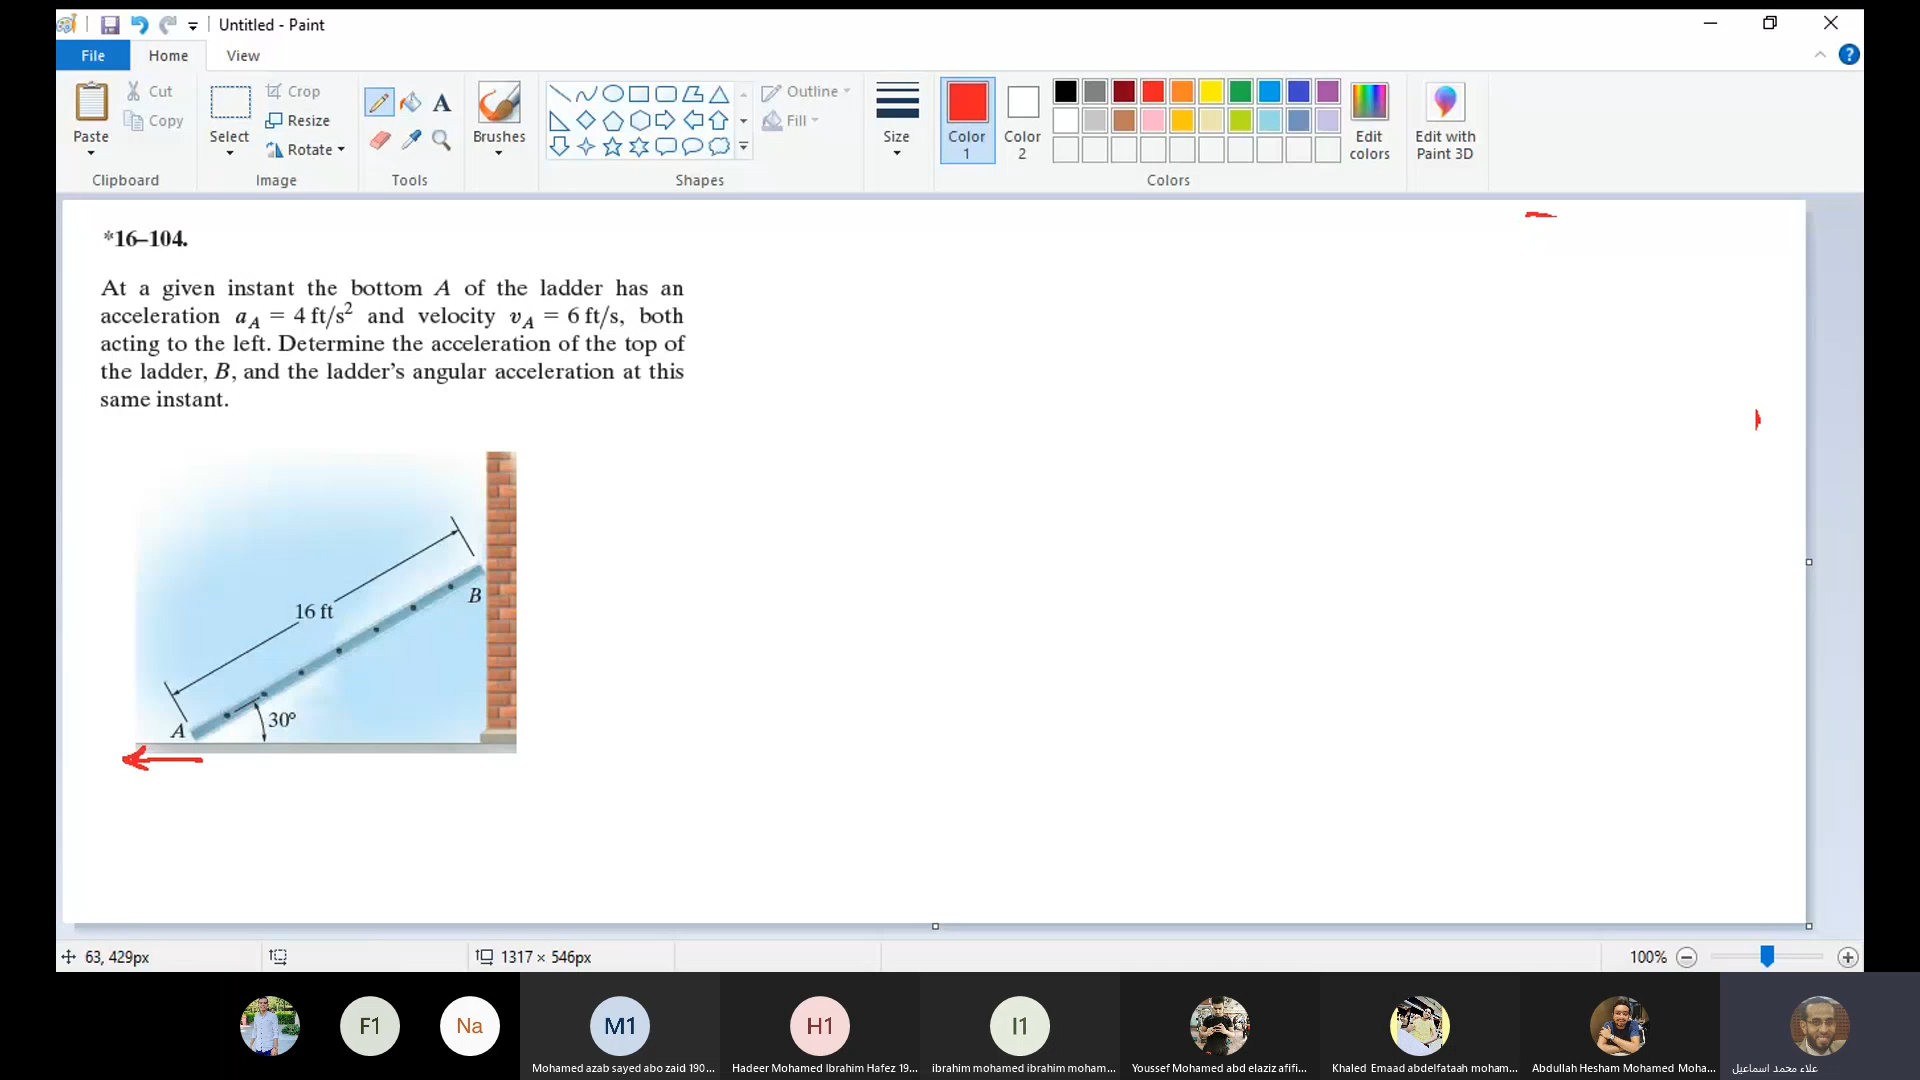 Untitled - Paint
File Home View
Paste
Cut
Copy
Clipboard
Select
Crop
Resize
Rotate
Image
A
Tools
Brushes
Shapes
Outline
Fill
Size
Color 1
Color 2
Colors
Edit colors
Edit with Paint 3D
*16–104.
At a given instant the bottom A of the ladder has an
acceleration aA = 4 ft/s² and velocity vA = 6 ft/s, both
acting to the left. Determine the acceleration of the top of
the ladder, B, and the ladder's angular acceleration at this
same instant.
16 ft
B
A
30°
63, 429px
1317 × 546px
100%
F1
Na
M1
H1
I1
Mohamed azab sayed abo zaid 190...
Hadeer Mohamed Ibrahim Hafez 19...
ibrahim mohamed ibrahim moham...
Youssef Mohamed abd elaziz afifi...
Khaled Emaad abdelfataah moham...
Abdullah Hesham Mohamed Moha...
علاء محمد اسماعيل